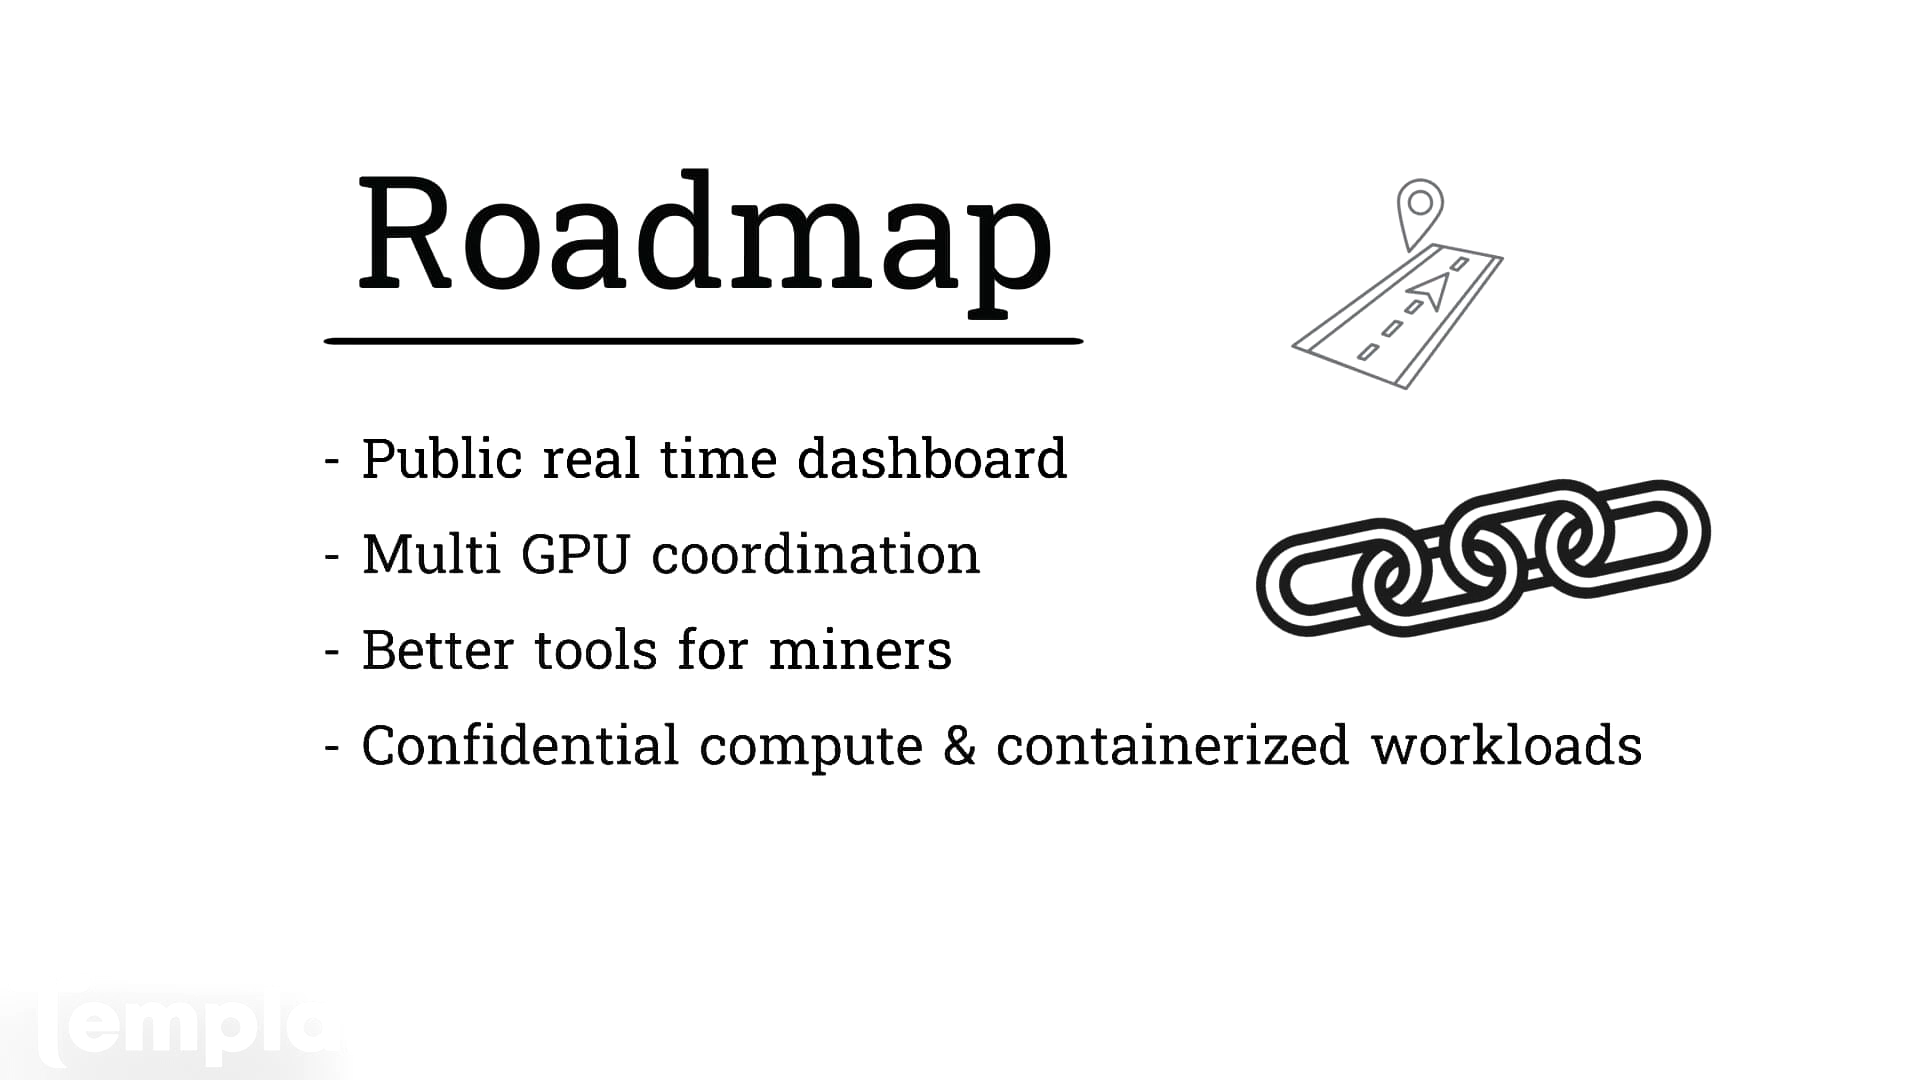 Roadmap
- Public real time dashboard
- Multi GPU coordination
- Better tools for miners
- Confidential compute & containerized workloads